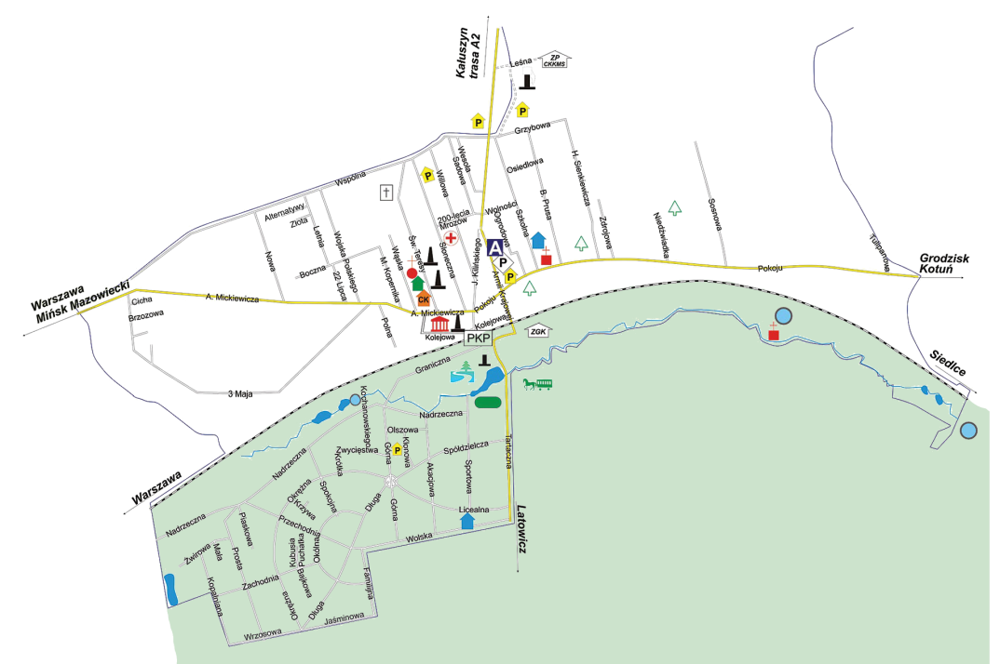 Kałuszyn
trasa A2
Leśna
ZP
CKKMS
P
P
Grzybowa
Wspólna
P
Willowa
Sadowa
Wesoła
Osiedlowa
H. Sienkiewicza
B. Prusa
Szkolna
Ogrodowa
Wolności
200-lecia
Mrozów
Alternatywy
Złota
Letnia
Wojska Polskiego
22 Lipca
Boczna
Nowa
Wąska
M. Kopernika
Św. Teresy
Słoneczna
J. Kilińskiego
A
P
P
Armii Krajowej
Zdrojowa
Niedźwiadka
Sosnowa
Tulipanowa
Grodzisk
Kotuń
Pokoju
Pokoju
Warszawa
Mińsk Mazowiecki
Cicha
Brzozowa
A. Mickiewicza
A. Mickiewicza
CK
Polna
Kolejowa
Kolejowa
PKP
ZGK
3 Maja
Siedlce
Graniczna
Kochanowskiego
Nadrzeczna
Olszowa
Klonowa
Zwycięstwa
P
Górna
Spółdzielcza
Krótka
Akacjowa
Sportowa
Tartaczna
Nadrzeczna
Warszawa
Okrężna
Krzywa
Spokojna
Długa
Górna
Licealna
Latowicz
Wolska
Nadrzeczna
Piaskowa
Przechodnia
Kubusia
Puchatka
Okólna
Żwirowa
Mała
Prosta
Zachodnia
Bajkowa
Familijna
Kopalniana
Okrężna
Długa
Jaśminowa
Wrzosowa